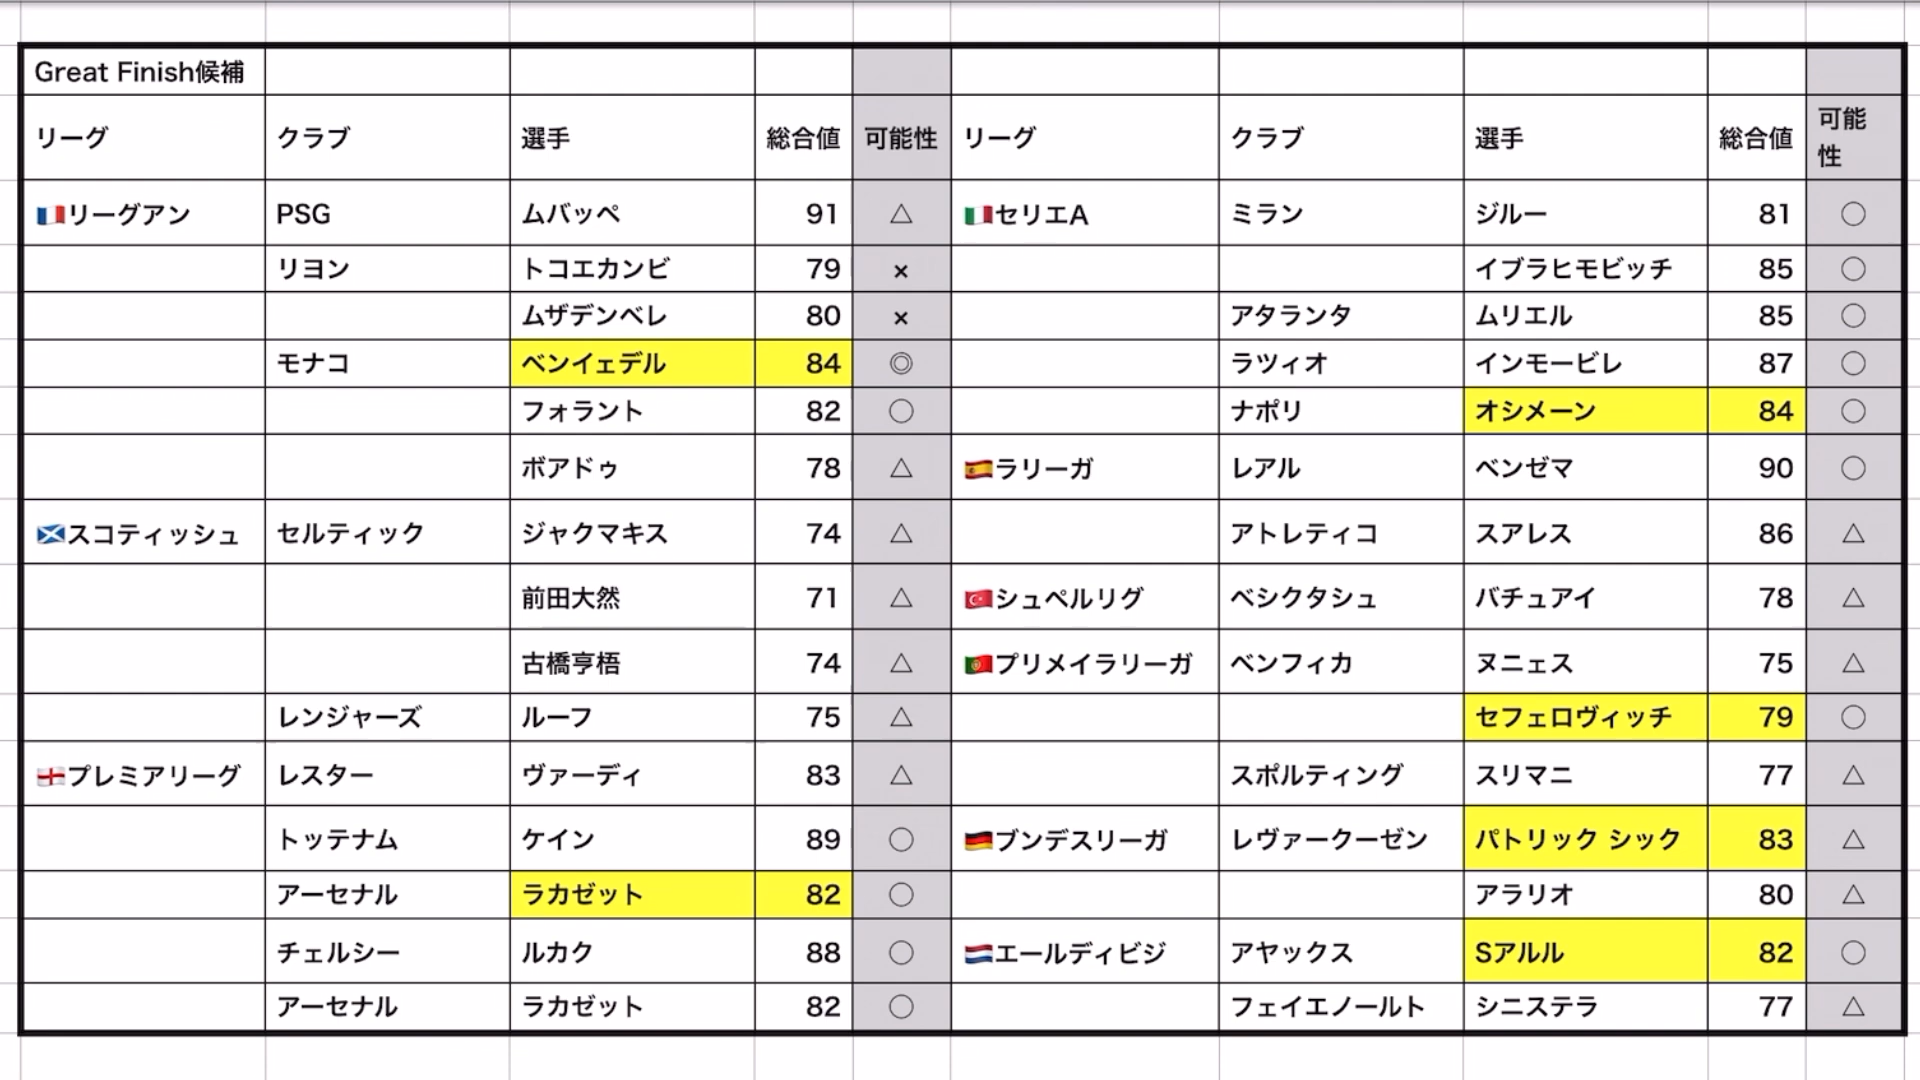 Great Finish候補
リーグ クラブ 選手 総合値 可能性 リーグ クラブ 選手 総合値 可能性
🇫🇷リーグアン PSG ムバッペ 91 △ 🇮🇹セリエA ミラン ジルー 81 ○
リヨン トコエカンビ 79 × イブラヒモビッチ 85 ○
ムザデンベレ 80 × アタランタ ムリエル 85 ○
モナコ ベンイェデル 84 ◎ ラツィオ インモービレ 87 ○
フォラント 82 ○ ナポリ オシメーン 84 ○
ボアドゥ 78 △ 🇪🇸ラリーガ レアル ベンゼマ 90 ○
🏴󠁧󠁢󠁳󠁣󠁴󠁿スコティッシュ セルティック ジャクマキス 74 △ アトレティコ スアレス 86 △
前田大然 71 △ 🇹🇷シュペルリグ ベシクタシュ バチュアイ 78 △
古橋亨梧 74 △ 🇵🇹プリメイラリーガ ベンフィカ ヌニェス 75 △
レンジャーズ ルーフ 75 △ セフェロヴィッチ 79 ○
🏴󠁧󠁢󠁥󠁮󠁧󠁿プレミアリーグ レスター ヴァーディ 83 △ スポルティング スリマニ 77 △
トッテナム ケイン 89 ○ 🇩🇪ブンデスリーガ レヴァークーゼン パトリック シック 83 △
アーセナル ラカゼット 82 ○ アラリオ 80 △
チェルシー ルカク 88 ○ 🇳🇱エールディビジ アヤックス Sアルル 82 ○
アーセナル ラカゼット 82 ○ フェイエノールト シニステラ 77 △